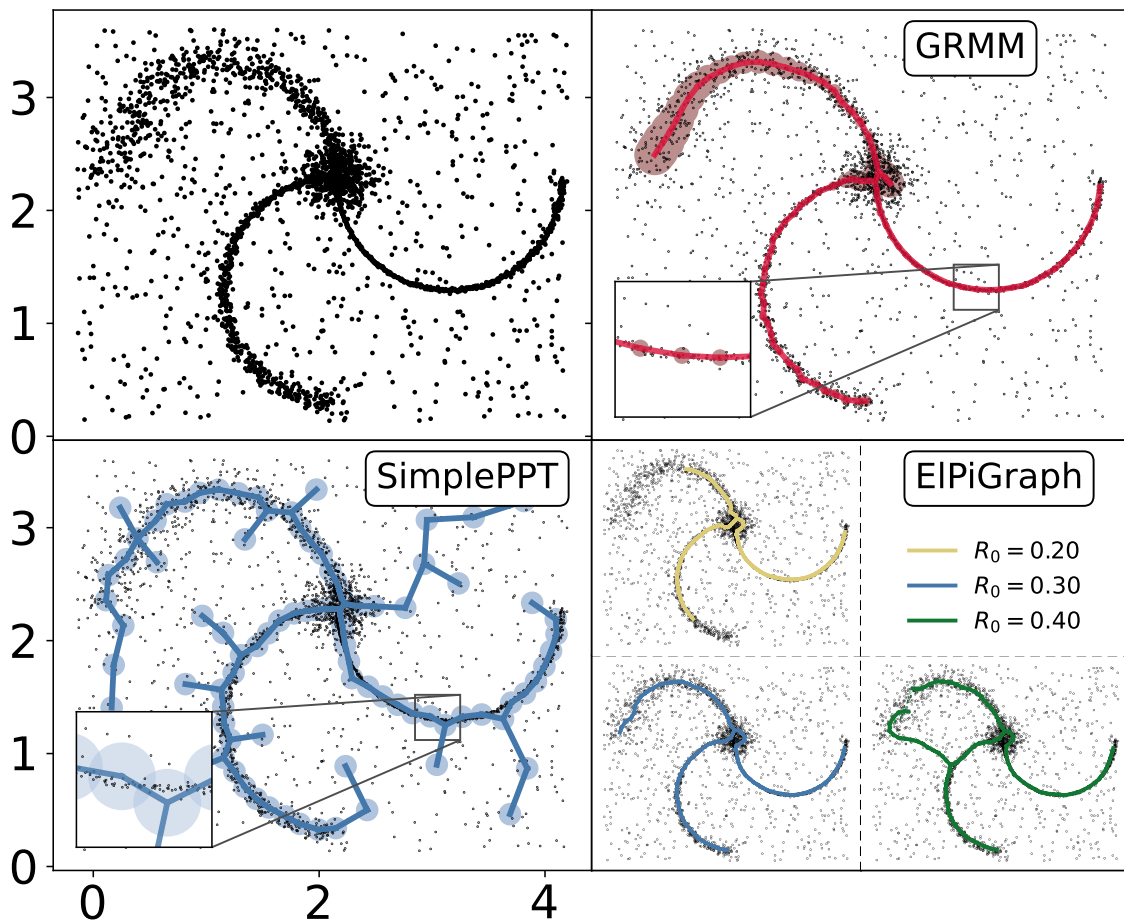 3
2
1
0
GRMM
SimplePPT
3
2
1
0
0
2
4
ElPiGraph
R₀ = 0.20
R₀ = 0.30
R₀ = 0.40